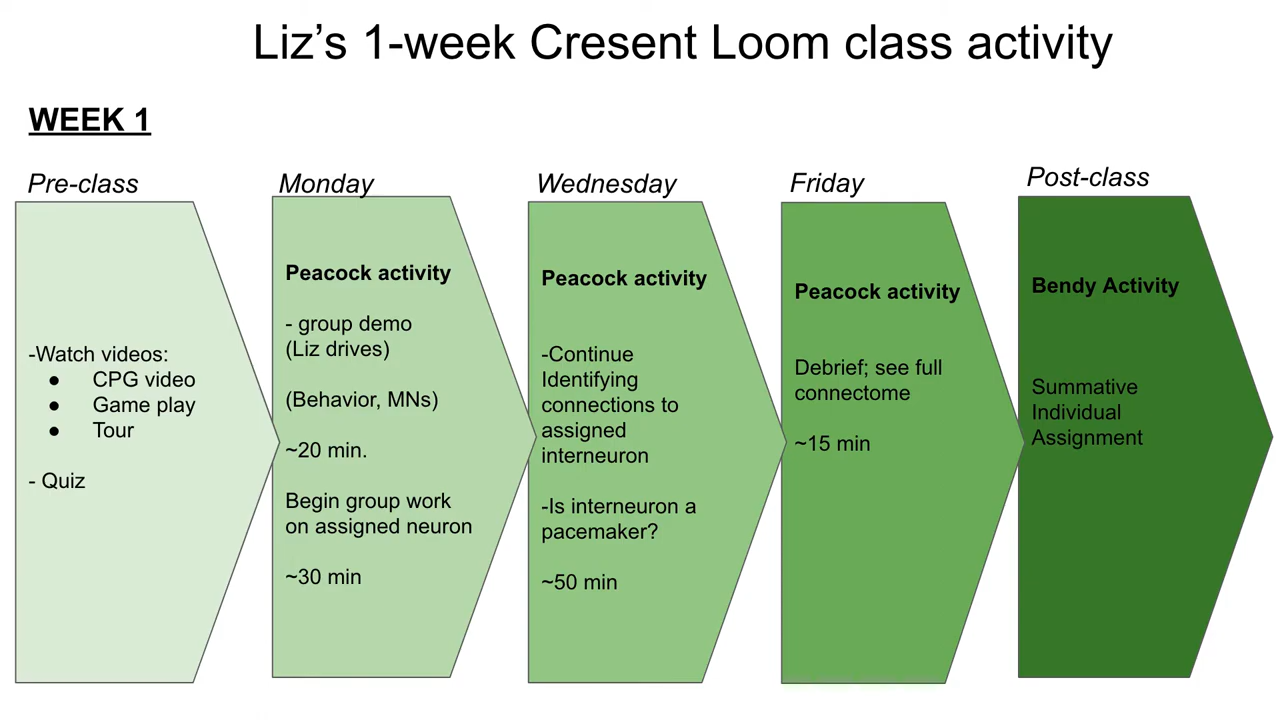 Liz’s 1-week Cresent Loom class activity
WEEK 1
Pre-class
-Watch videos:
● CPG video
● Game play
● Tour
- Quiz
Monday
Peacock activity
- group demo
(Liz drives)
(Behavior, MNs)
~20 min.
Begin group work
on assigned neuron
~30 min
Wednesday
Peacock activity
-Continue
Identifying
connections to
assigned
interneuron
-Is interneuron a
pacemaker?
~50 min
Friday
Peacock activity
Debrief; see full
connectome
~15 min
Post-class
Bendy Activity
Summative
Individual
Assignment